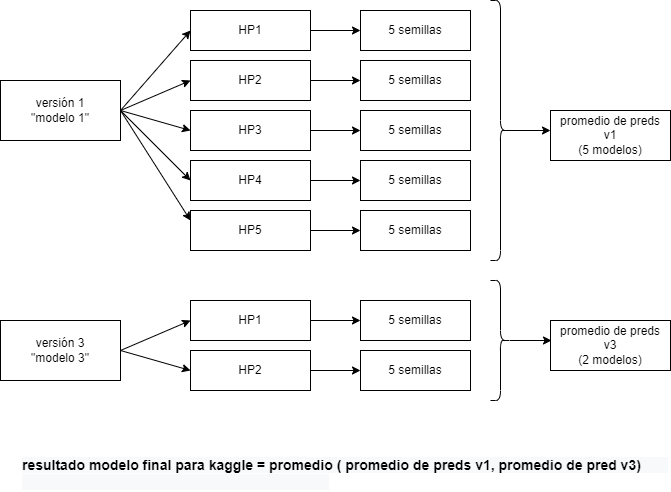 HP1
5 semillas
HP2
5 semillas
versión 1
"modelo 1"
HP3
5 semillas
promedio de preds
v1
(5 modelos)
HP4
5 semillas
HP5
5 semillas
HP1
5 semillas
versión 3
"modelo 3"
promedio de preds
v3
(2 modelos)
HP2
5 semillas
resultado modelo final para kaggle = promedio ( promedio de preds v1, promedio de pred v3)